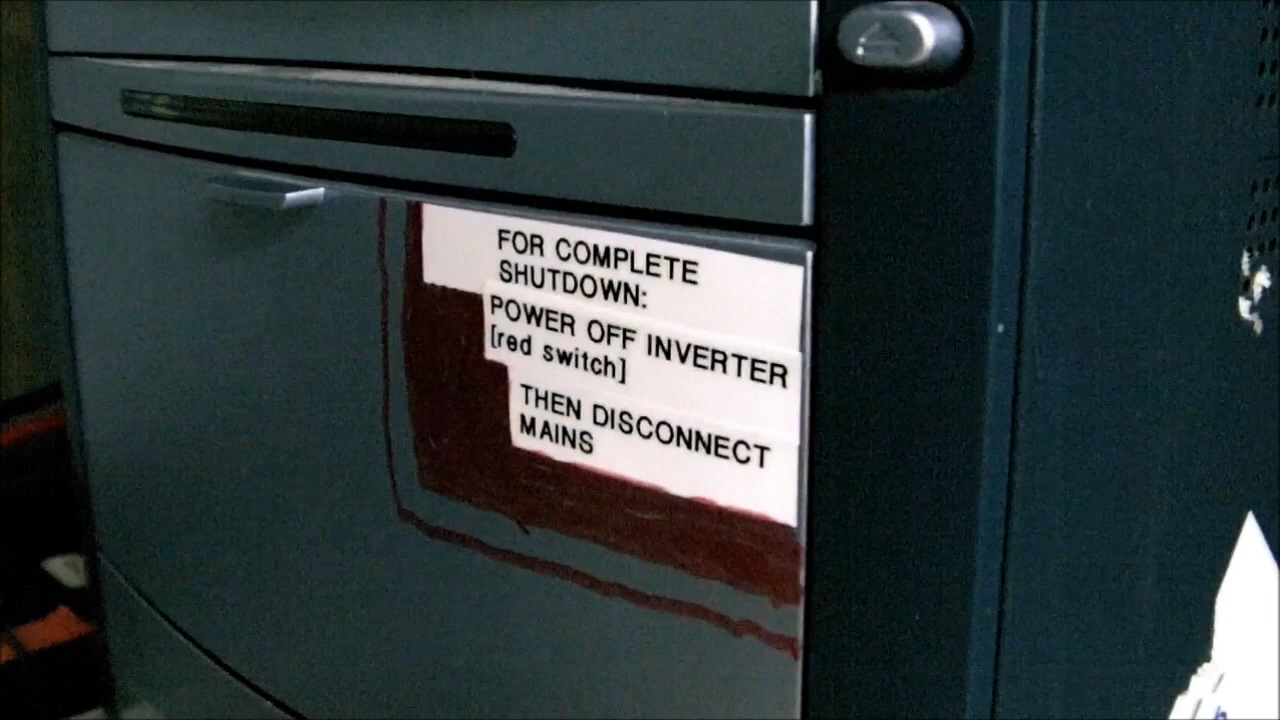 FOR COMPLETE
SHUTDOWN:
POWER OFF INVERTER
[red switch]
THEN DISCONNECT
MAINS